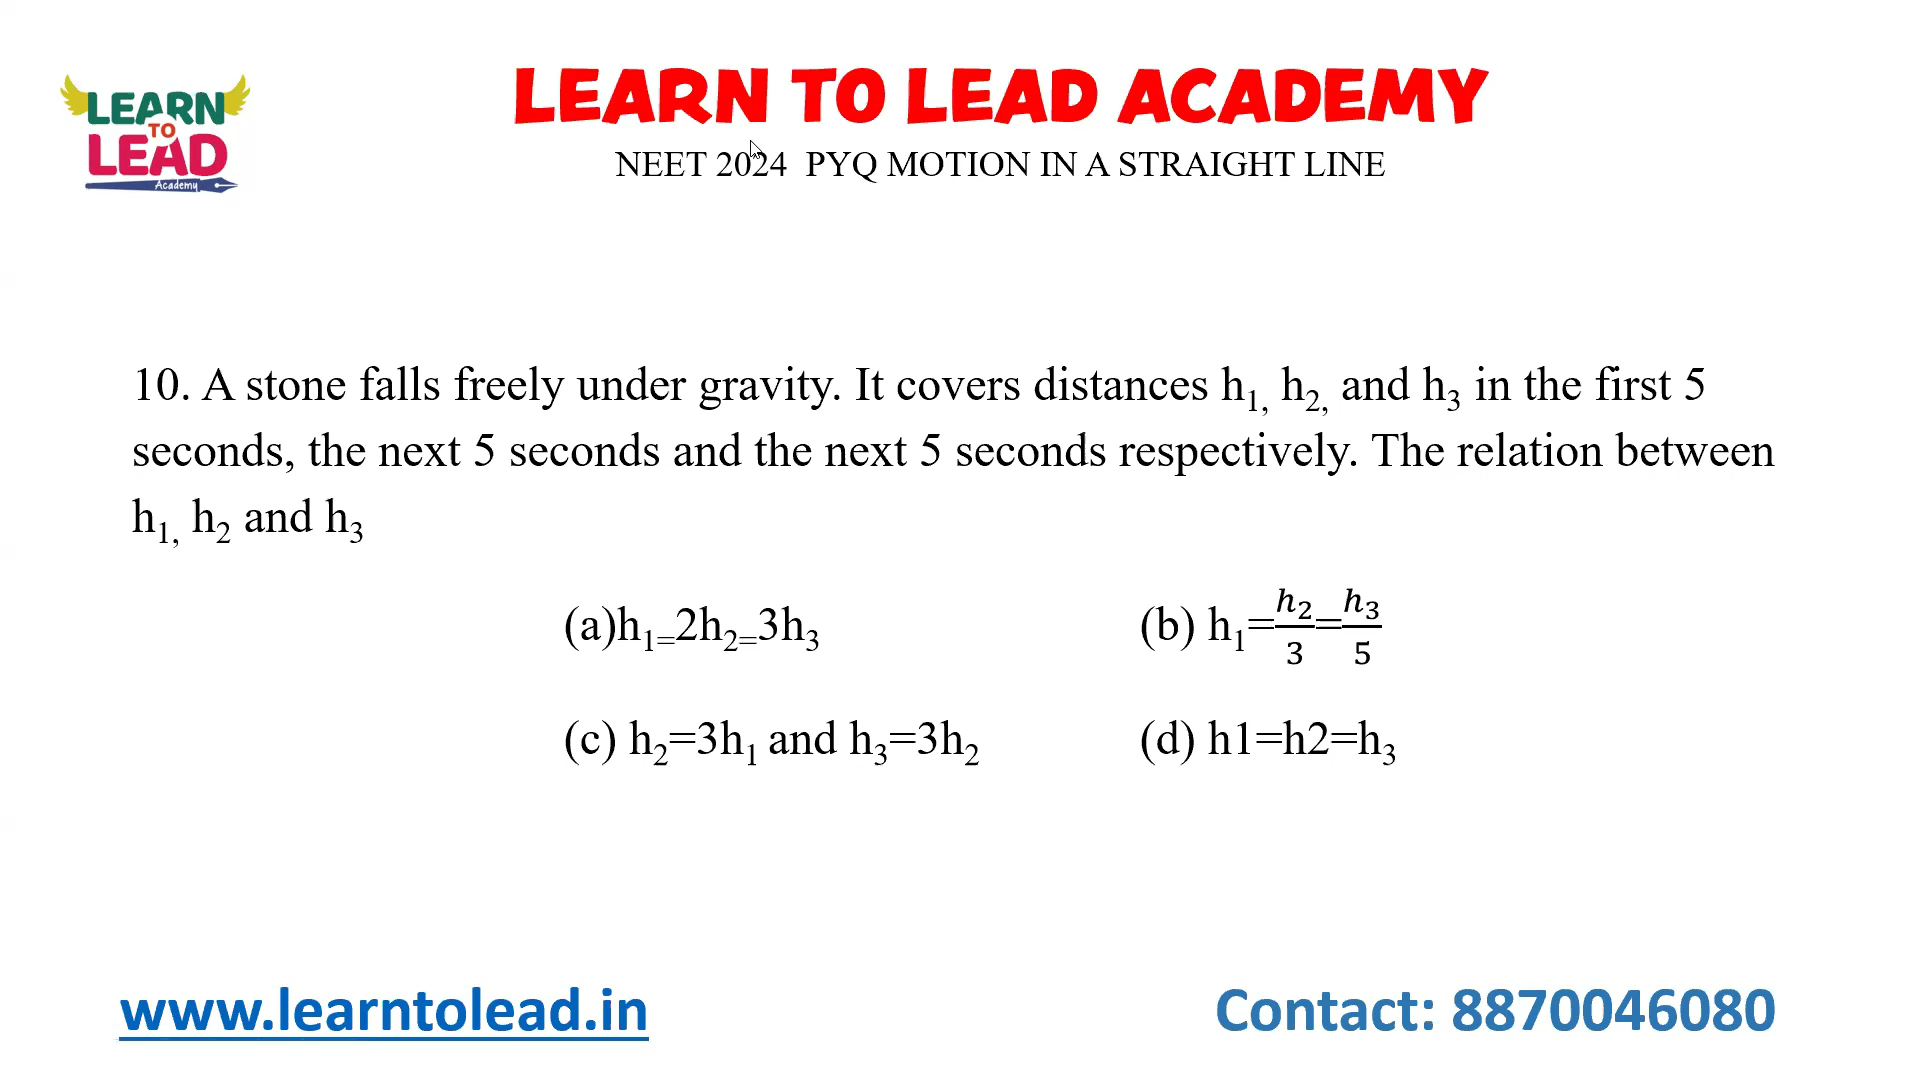 LEARN
TO
LEAD
Academy
LEARN TO LEAD ACADEMY
NEET 2024 PYQ MOTION IN A STRAIGHT LINE
10. A stone falls freely under gravity. It covers distances h₁, h₂, and h₃ in the first 5
seconds, the next 5 seconds and the next 5 seconds respectively. The relation between
h₁, h₂ and h₃
(a)h₁₌2h₂₌3h₃ (b) h₁=h₂/3=h₃/5
(c) h₂=3h₁ and h₃=3h₂ (d) h1=h2=h₃
www.learntolead.in Contact: 8870046080